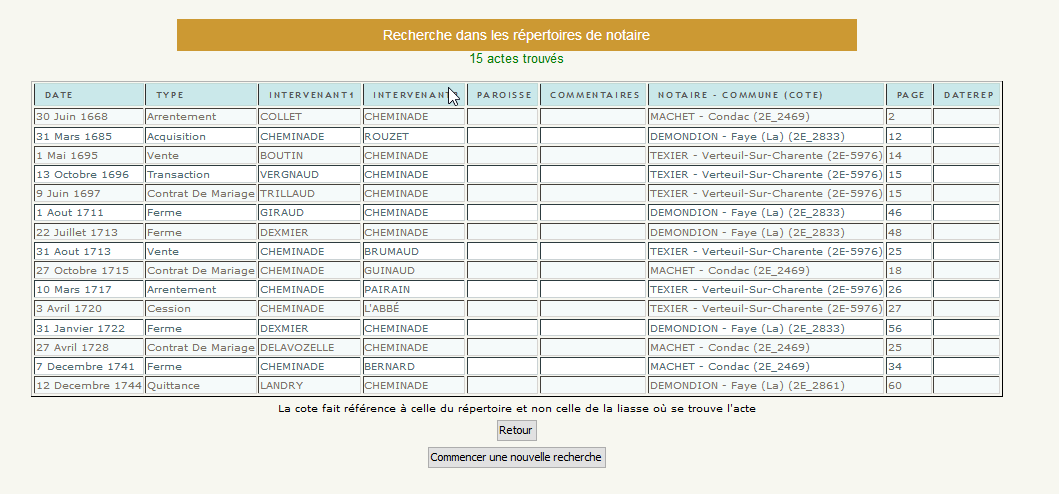 Recherche dans les répertoires de notaire
15 actes trouvés
DATE TYPE INTERVENANT1 INTERVENANT PAROISSE COMMENTAIRES NOTAIRE - COMMUNE (COTE) PAGE DATEREP
30 Juin 1668 Arrentement COLLET CHEMINADE MACHET - Condac (2E_2469) 2
31 Mars 1685 Acquisition CHEMINADE ROUZET DEMONDION - Faye (La) (2E_2833) 12
1 Mai 1695 Vente BOUTIN CHEMINADE TEXIER - Verteuil-Sur-Charente (2E-5976) 14
13 Octobre 1696 Transaction VERGNAUD CHEMINADE TEXIER - Verteuil-Sur-Charente (2E-5976) 15
9 Juin 1697 Contrat De Mariage TRILLAUD CHEMINADE TEXIER - Verteuil-Sur-Charente (2E-5976) 15
1 Aout 1711 Ferme GIRAUD CHEMINADE DEMONDION - Faye (La) (2E_2833) 46
22 Juillet 1713 Ferme DEXMIER CHEMINADE DEMONDION - Faye (La) (2E_2833) 48
31 Aout 1713 Vente CHEMINADE BRUMAUD TEXIER - Verteuil-Sur-Charente (2E-5976) 25
27 Octobre 1715 Contrat De Mariage CHEMINADE GUINAUD MACHET - Condac (2E_2469) 18
10 Mars 1717 Arrentement CHEMINADE PAIRAIN TEXIER - Verteuil-Sur-Charente (2E-5976) 26
3 Avril 1720 Cession CHEMINADE L'ABBÉ TEXIER - Verteuil-Sur-Charente (2E-5976) 27
31 Janvier 1722 Ferme DEXMIER CHEMINADE DEMONDION - Faye (La) (2E_2833) 56
27 Avril 1728 Contrat De Mariage DELAVOZELLE CHEMINADE MACHET - Condac (2E_2469) 25
7 Decembre 1741 Ferme CHEMINADE BERNARD MACHET - Condac (2E_2469) 34
12 Decembre 1744 Quittance LANDRY CHEMINADE DEMONDION - Faye (La) (2E_2861) 60
La cote fait référence à celle du répertoire et non celle de la liasse où se trouve l'acte
Retour
Commencer une nouvelle recherche